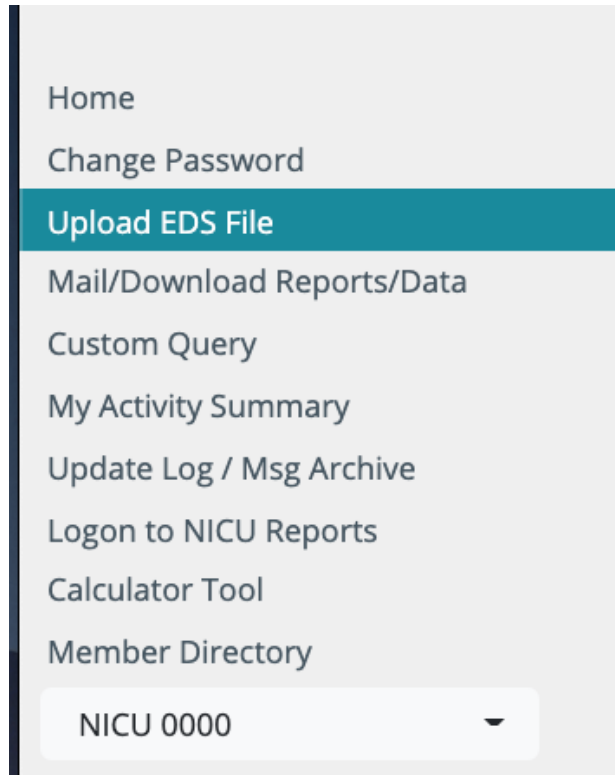 Home
Change Password
Upload EDS File
Mail/Download Reports/Data
Custom Query
My Activity Summary
Update Log / Msg Archive
Logon to NICU Reports
Calculator Tool
Member Directory
NICU 0000